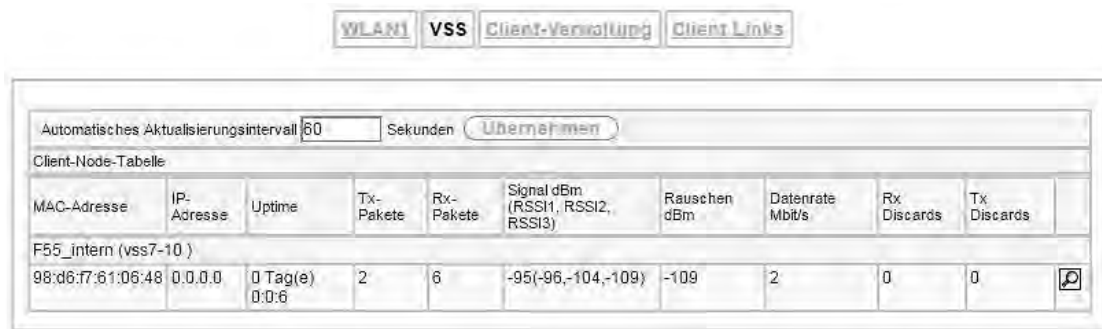 WLAN1 VSS Client-Verwaltung Client Links
Automatisches Aktualisierungsintervall 60 Sekunden Übernehmen
Client-Node-Tabelle
MAC-Adresse IP-Adresse Uptime Tx-Pakete Rx-Pakete Signal dBm (RSSI1, RSSI2, RSSI3) Rauschen dBm Datenrate Mbit/s Rx Discards Tx Discards
F55_intern (vss7-10 )
98:d6:f7:61:06:48 0.0.0.0 0 Tag(e) 0:0:6 2 6 -95(-96,-104,-109) -109 2 0 0